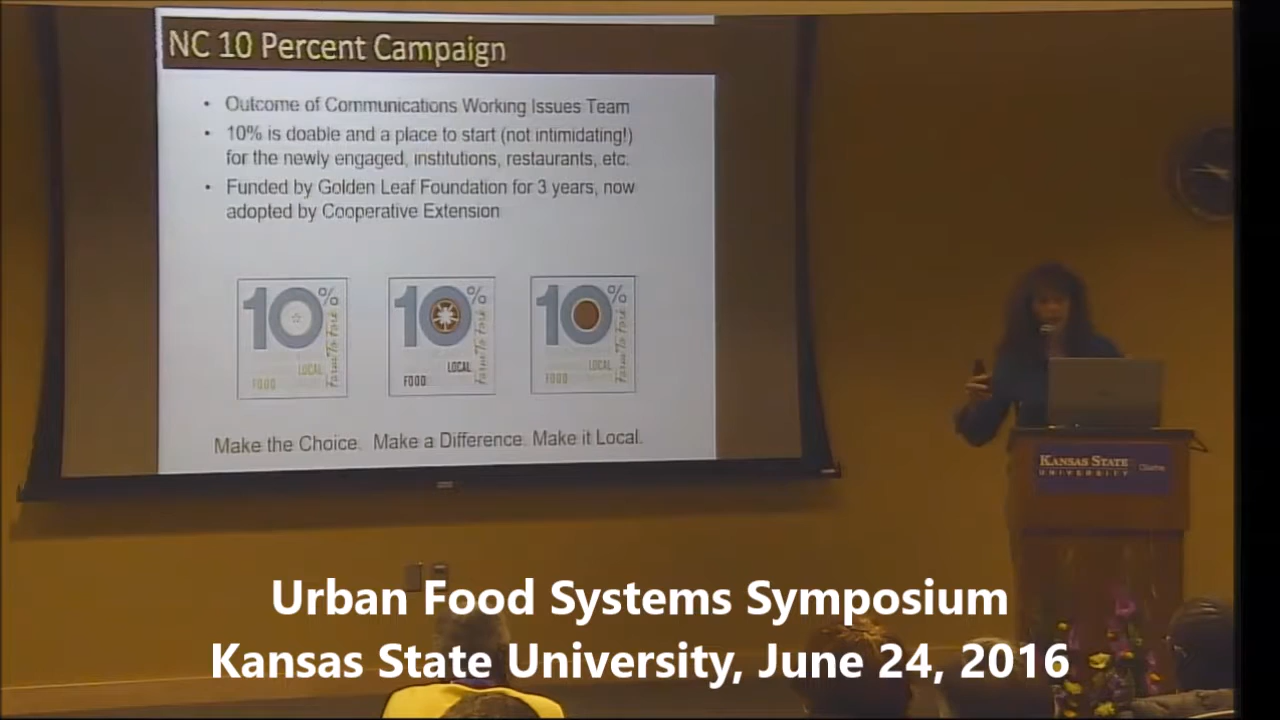 NC 10 Percent Campaign
• Outcome of Communications Working Issues Team
• 10% is doable and a place to start (not intimidating!)
for the newly engaged, institutions, restaurants, etc.
• Funded by Golden Leaf Foundation for 3 years, now
adopted by Cooperative Extension
10%
Farm To Fork
LOCAL
FOOD
10%
Farm To Fork
LOCAL
FOOD
10%
Farm To Fork
LOCAL
FOOD
Make the Choice. Make a Difference. Make it Local.
KANSAS STATE
UNIVERSITY
Olathe
Urban Food Systems Symposium
Kansas State University, June 24, 2016